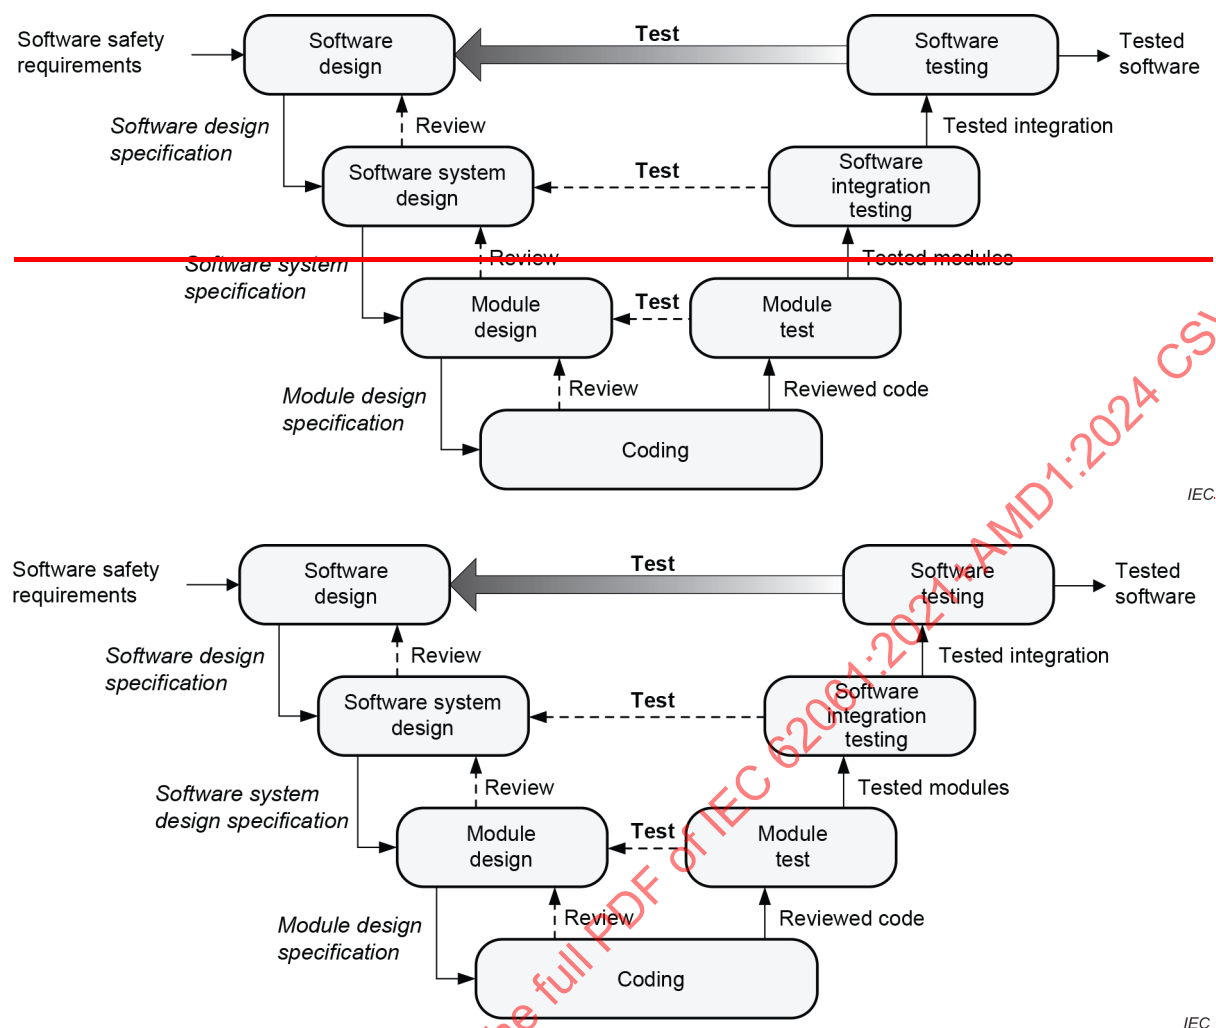 Software safety
requirements
Software
design
Test
Software
testing
Tested
software
Software design
specification
Review
Tested integration
Software system
design
Test
Software
integration
testing
Software system
specification
Review
Tested modules
Module
design
Test
Module
test
Module design
specification
Review
Reviewed code
Coding
IEC
Software safety
requirements
Software
design
Test
Software
testing
Tested
software
Software design
specification
Review
Tested integration
Software system
design
Test
Software
integration
testing
Software system
design specification
Review
Tested modules
Module
design
Test
Module
test
Module design
specification
Review
Reviewed code
Coding
IEC
he full PDF of IEC 62061:2021+AMD1:2024 CSV